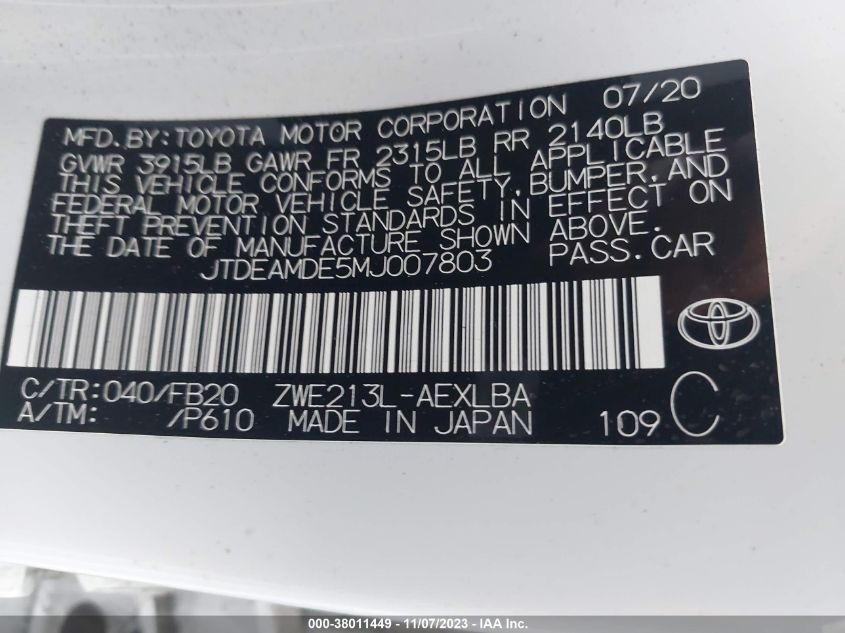 MFD.BY:TOYOTA MOTOR CORPORATION 07/20
GVWR 3915LB GAWR FR 2315LB RR 2140LB
THIS VEHICLE CONFORMS TO ALL APPLICABLE
FEDERAL MOTOR VEHICLE SAFETY,BUMPER,AND
THEFT PREVENTION STANDARDS IN EFFECT ON
THE DATE OF MANUFACTURE SHOWN ABOVE.
JTDEAMDE5MJ007803 PASS.CAR
C/TR:040/FB20 ZWE213L-AEXLBA
A/TM: /P610 MADE IN JAPAN 109 C
000-38011449 - 11/07/2023 - IAA Inc.